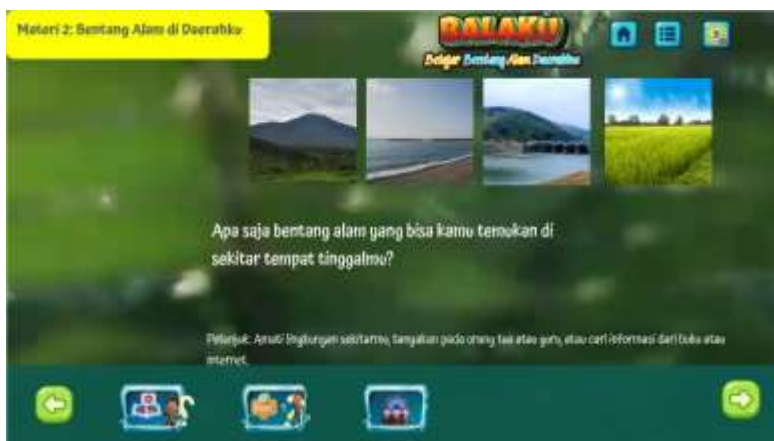 Materi 2: Bentang Alam di Daerahku
BALAKU
Belajar Bentang Alam Daerahku
Apa saja bentang alam yang bisa kamu temukan di
sekitar tempat tinggalmu?
Petunjuk: Amati lingkungan sekitarmu, tanyakan pada orang tua atau guru, atau cari informasi dari buku atau
internet.